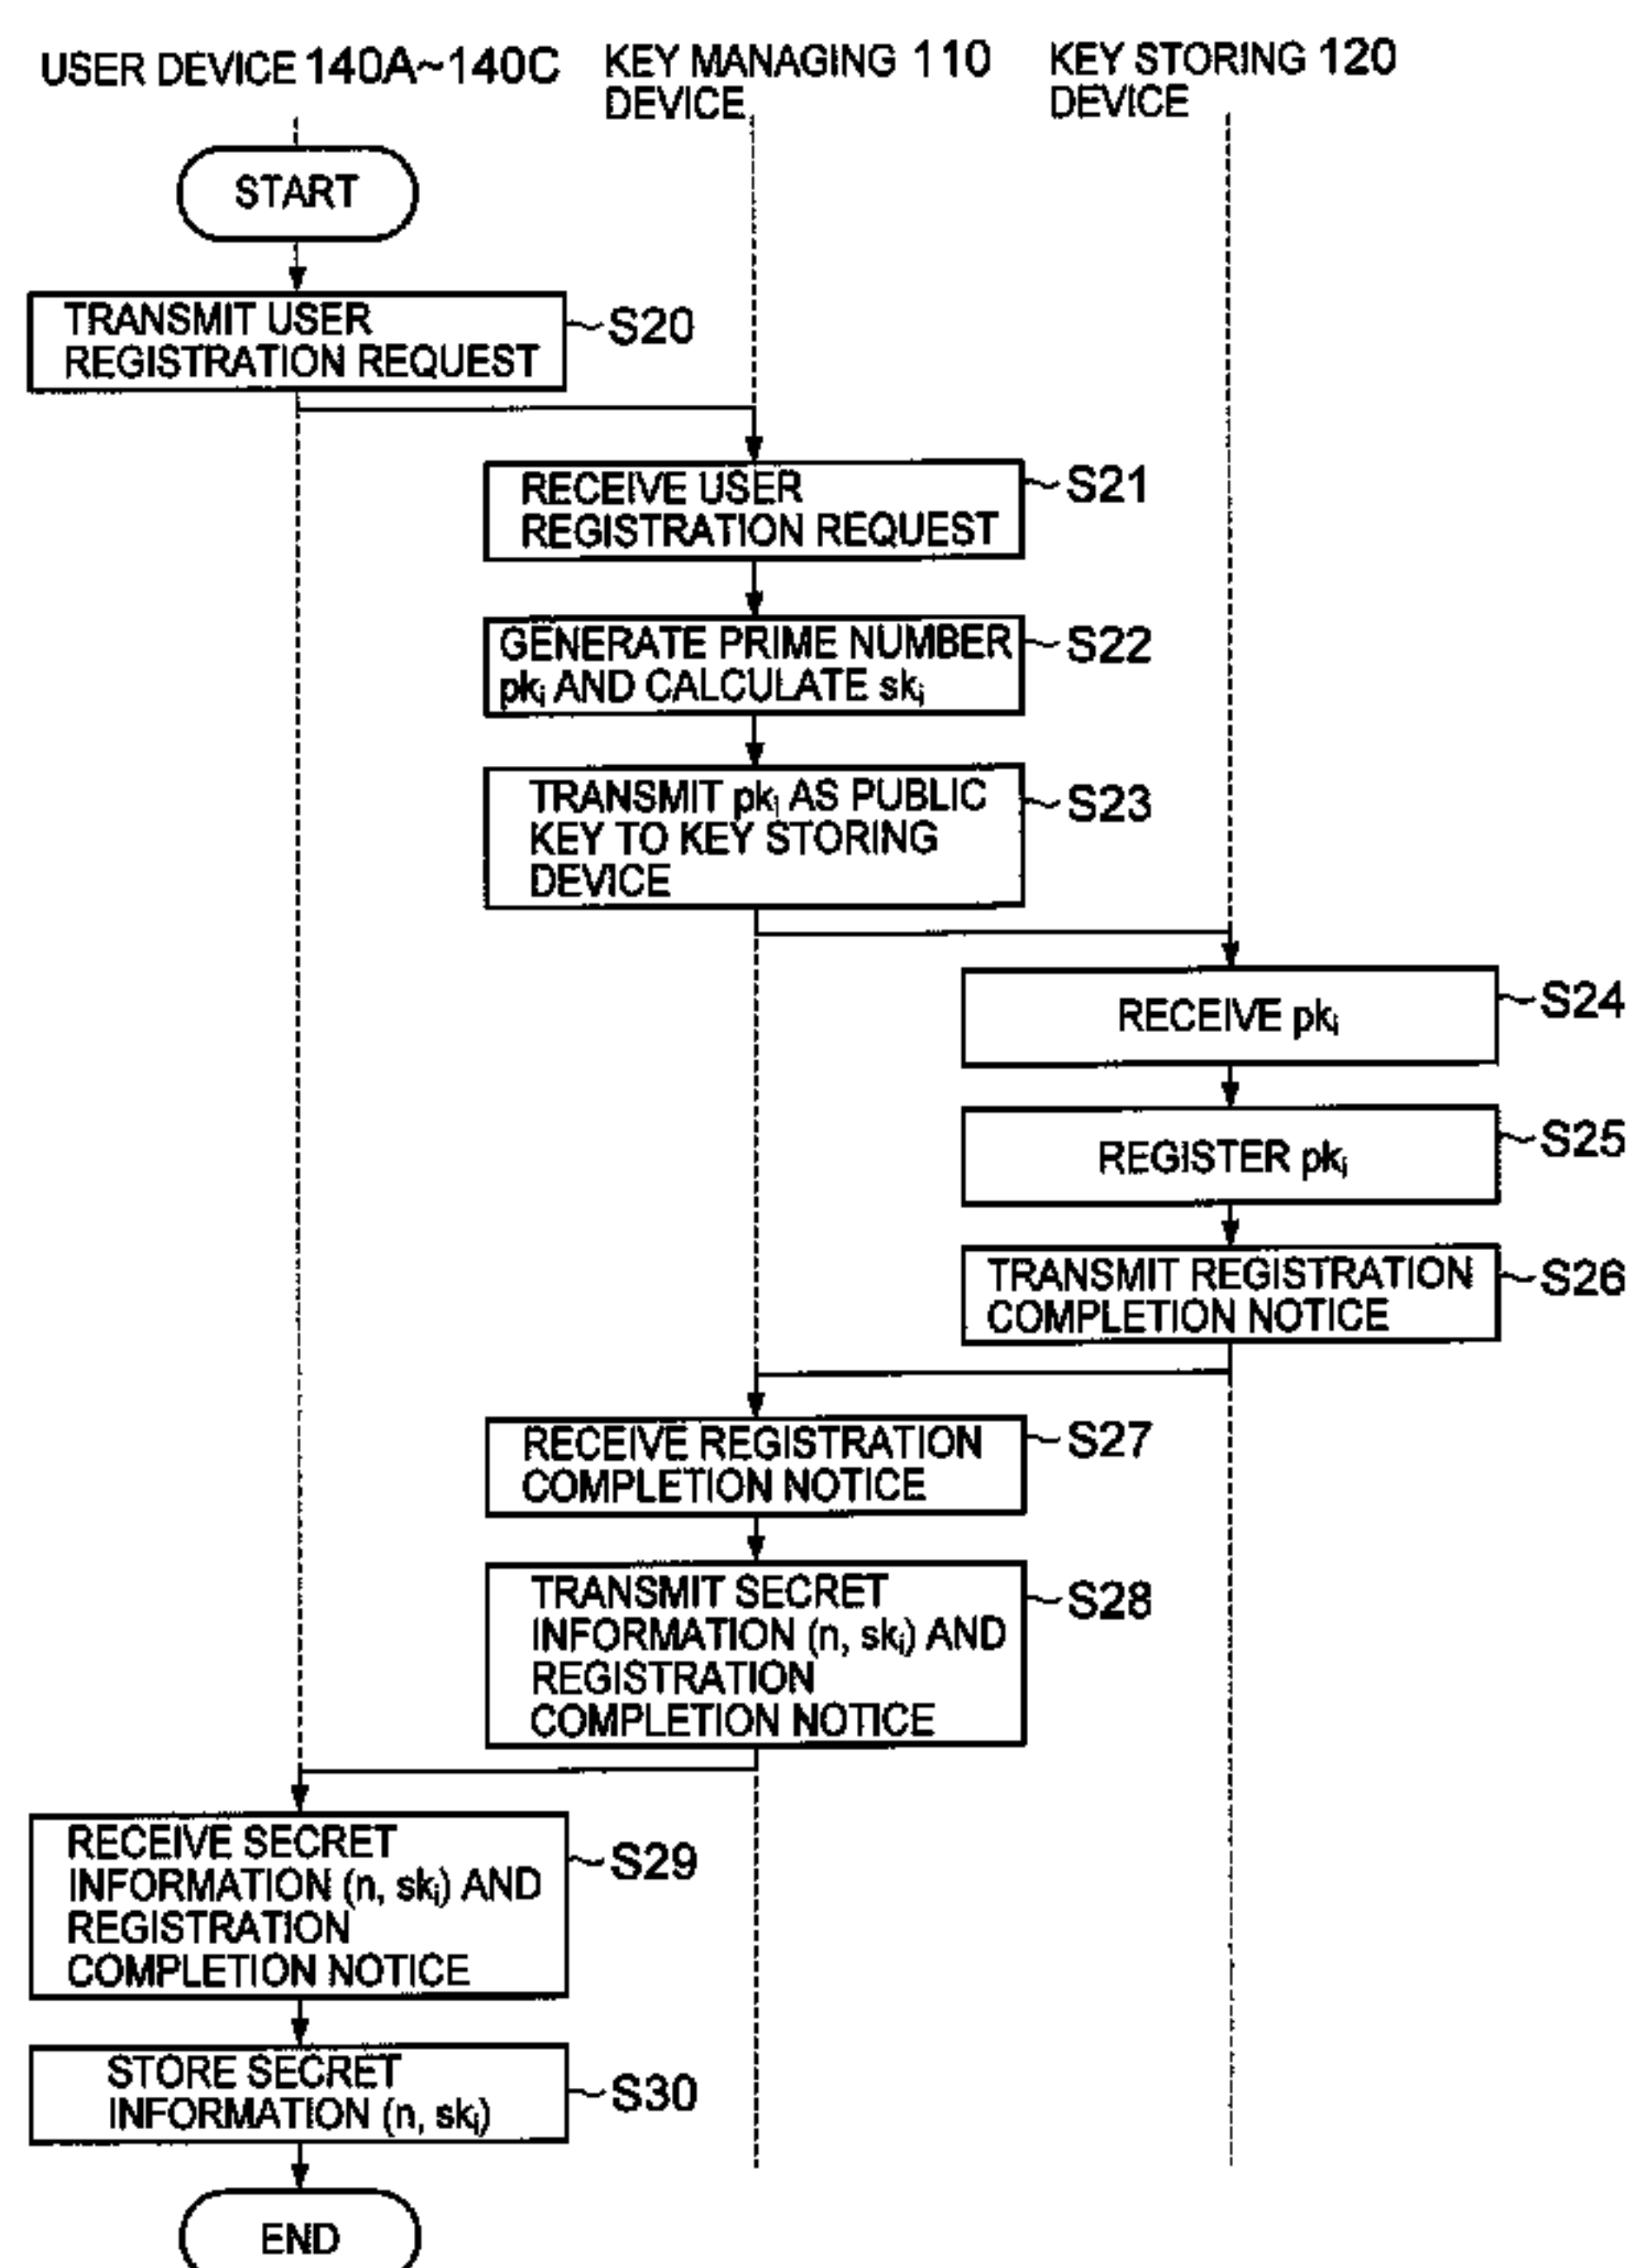 USER DEVICE 140A~140C
KEY MANAGING 110
DEVICE
KEY STORING 120
DEVICE
START
TRANSMIT USER
REGISTRATION REQUEST
S20
RECEIVE USER
REGISTRATION REQUEST
S21
GENERATE PRIME NUMBER
pki AND CALCULATE ski
S22
TRANSMIT pki AS PUBLIC
KEY TO KEY STORING
DEVICE
S23
RECEIVE pki
S24
REGISTER pki
S25
TRANSMIT REGISTRATION
COMPLETION NOTICE
S26
RECEIVE REGISTRATION
COMPLETION NOTICE
S27
TRANSMIT SECRET
INFORMATION (n, ski) AND
REGISTRATION
COMPLETION NOTICE
S28
RECEIVE SECRET
INFORMATION (n, ski) AND
REGISTRATION
COMPLETION NOTICE
S29
STORE SECRET
INFORMATION (n, ski)
S30
END